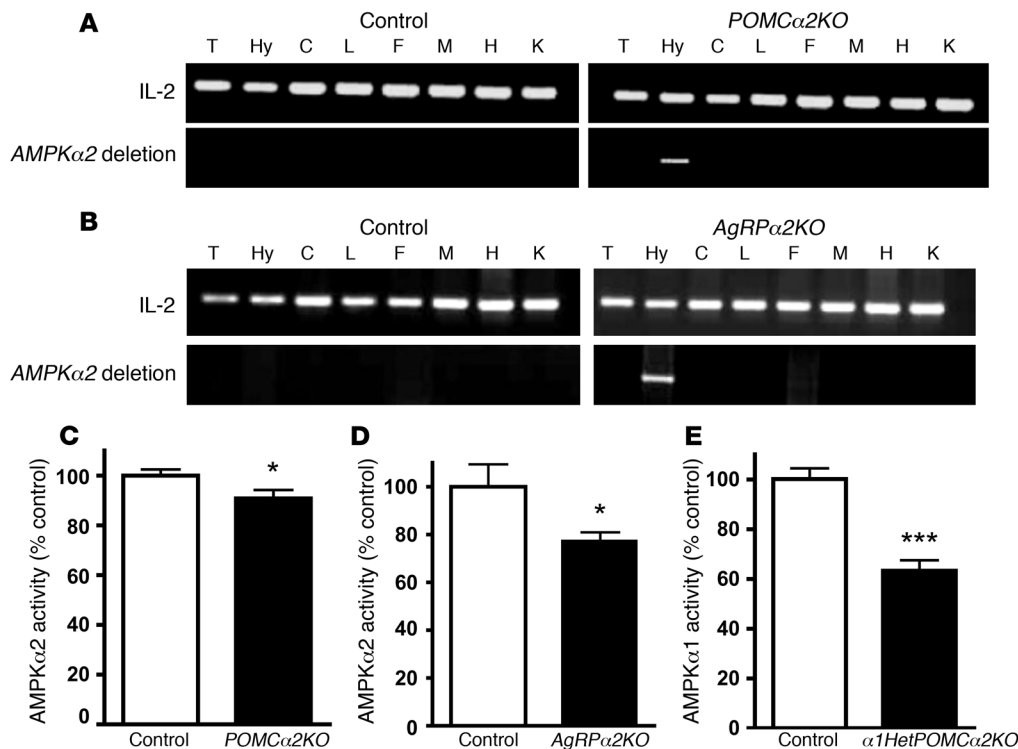 A
Control
POMCα2KO
T Hy C L F M H K
T Hy C L F M H K
IL-2
AMPKα2 deletion
B
Control
AgRPα2KO
T Hy C L F M H K
T Hy C L F M H K
IL-2
AMPKα2 deletion
C
AMPKα2 activity (% control)
100
80
60
40
20
0
*
Control
POMCα2KO
D
AMPKα2 activity (% control)
100
80
60
40
20
0
*
Control
AgRPα2KO
E
AMPKα1 activity (% control)
100
80
60
40
20
0
***
Control
α1HetPOMCα2KO